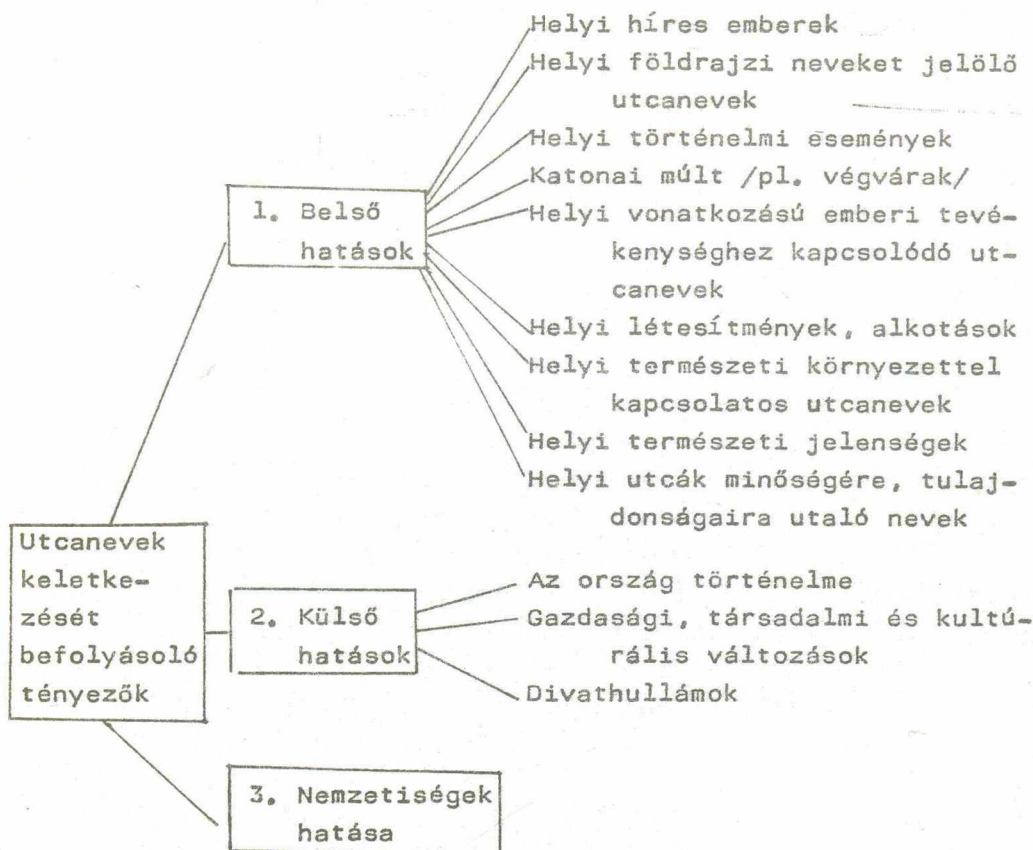 Helyi híres emberek
Helyi földrajzi neveket jelölő
utcanevek
Helyi történelmi események
Katonai múlt /pl. végvárak/
1. Belső
hatások
Helyi vonatkozású emberi tevé-
kenységhez kapcsolódó ut-
canevek
Helyi létesítmények, alkotások
Helyi természeti környezettel
kapcsolatos utcanevek
Helyi természeti jelenségek
Helyi utcák minőségére, tulaj-
donságaira utaló nevek
Utcanevek
keletke-
zését
befolyásoló
tényezők
2. Külső
hatások
Az ország történelme
Gazdasági, társadalmi és kultú-
rális változások
Divathullámok
3. Nemzetiségek
hatása